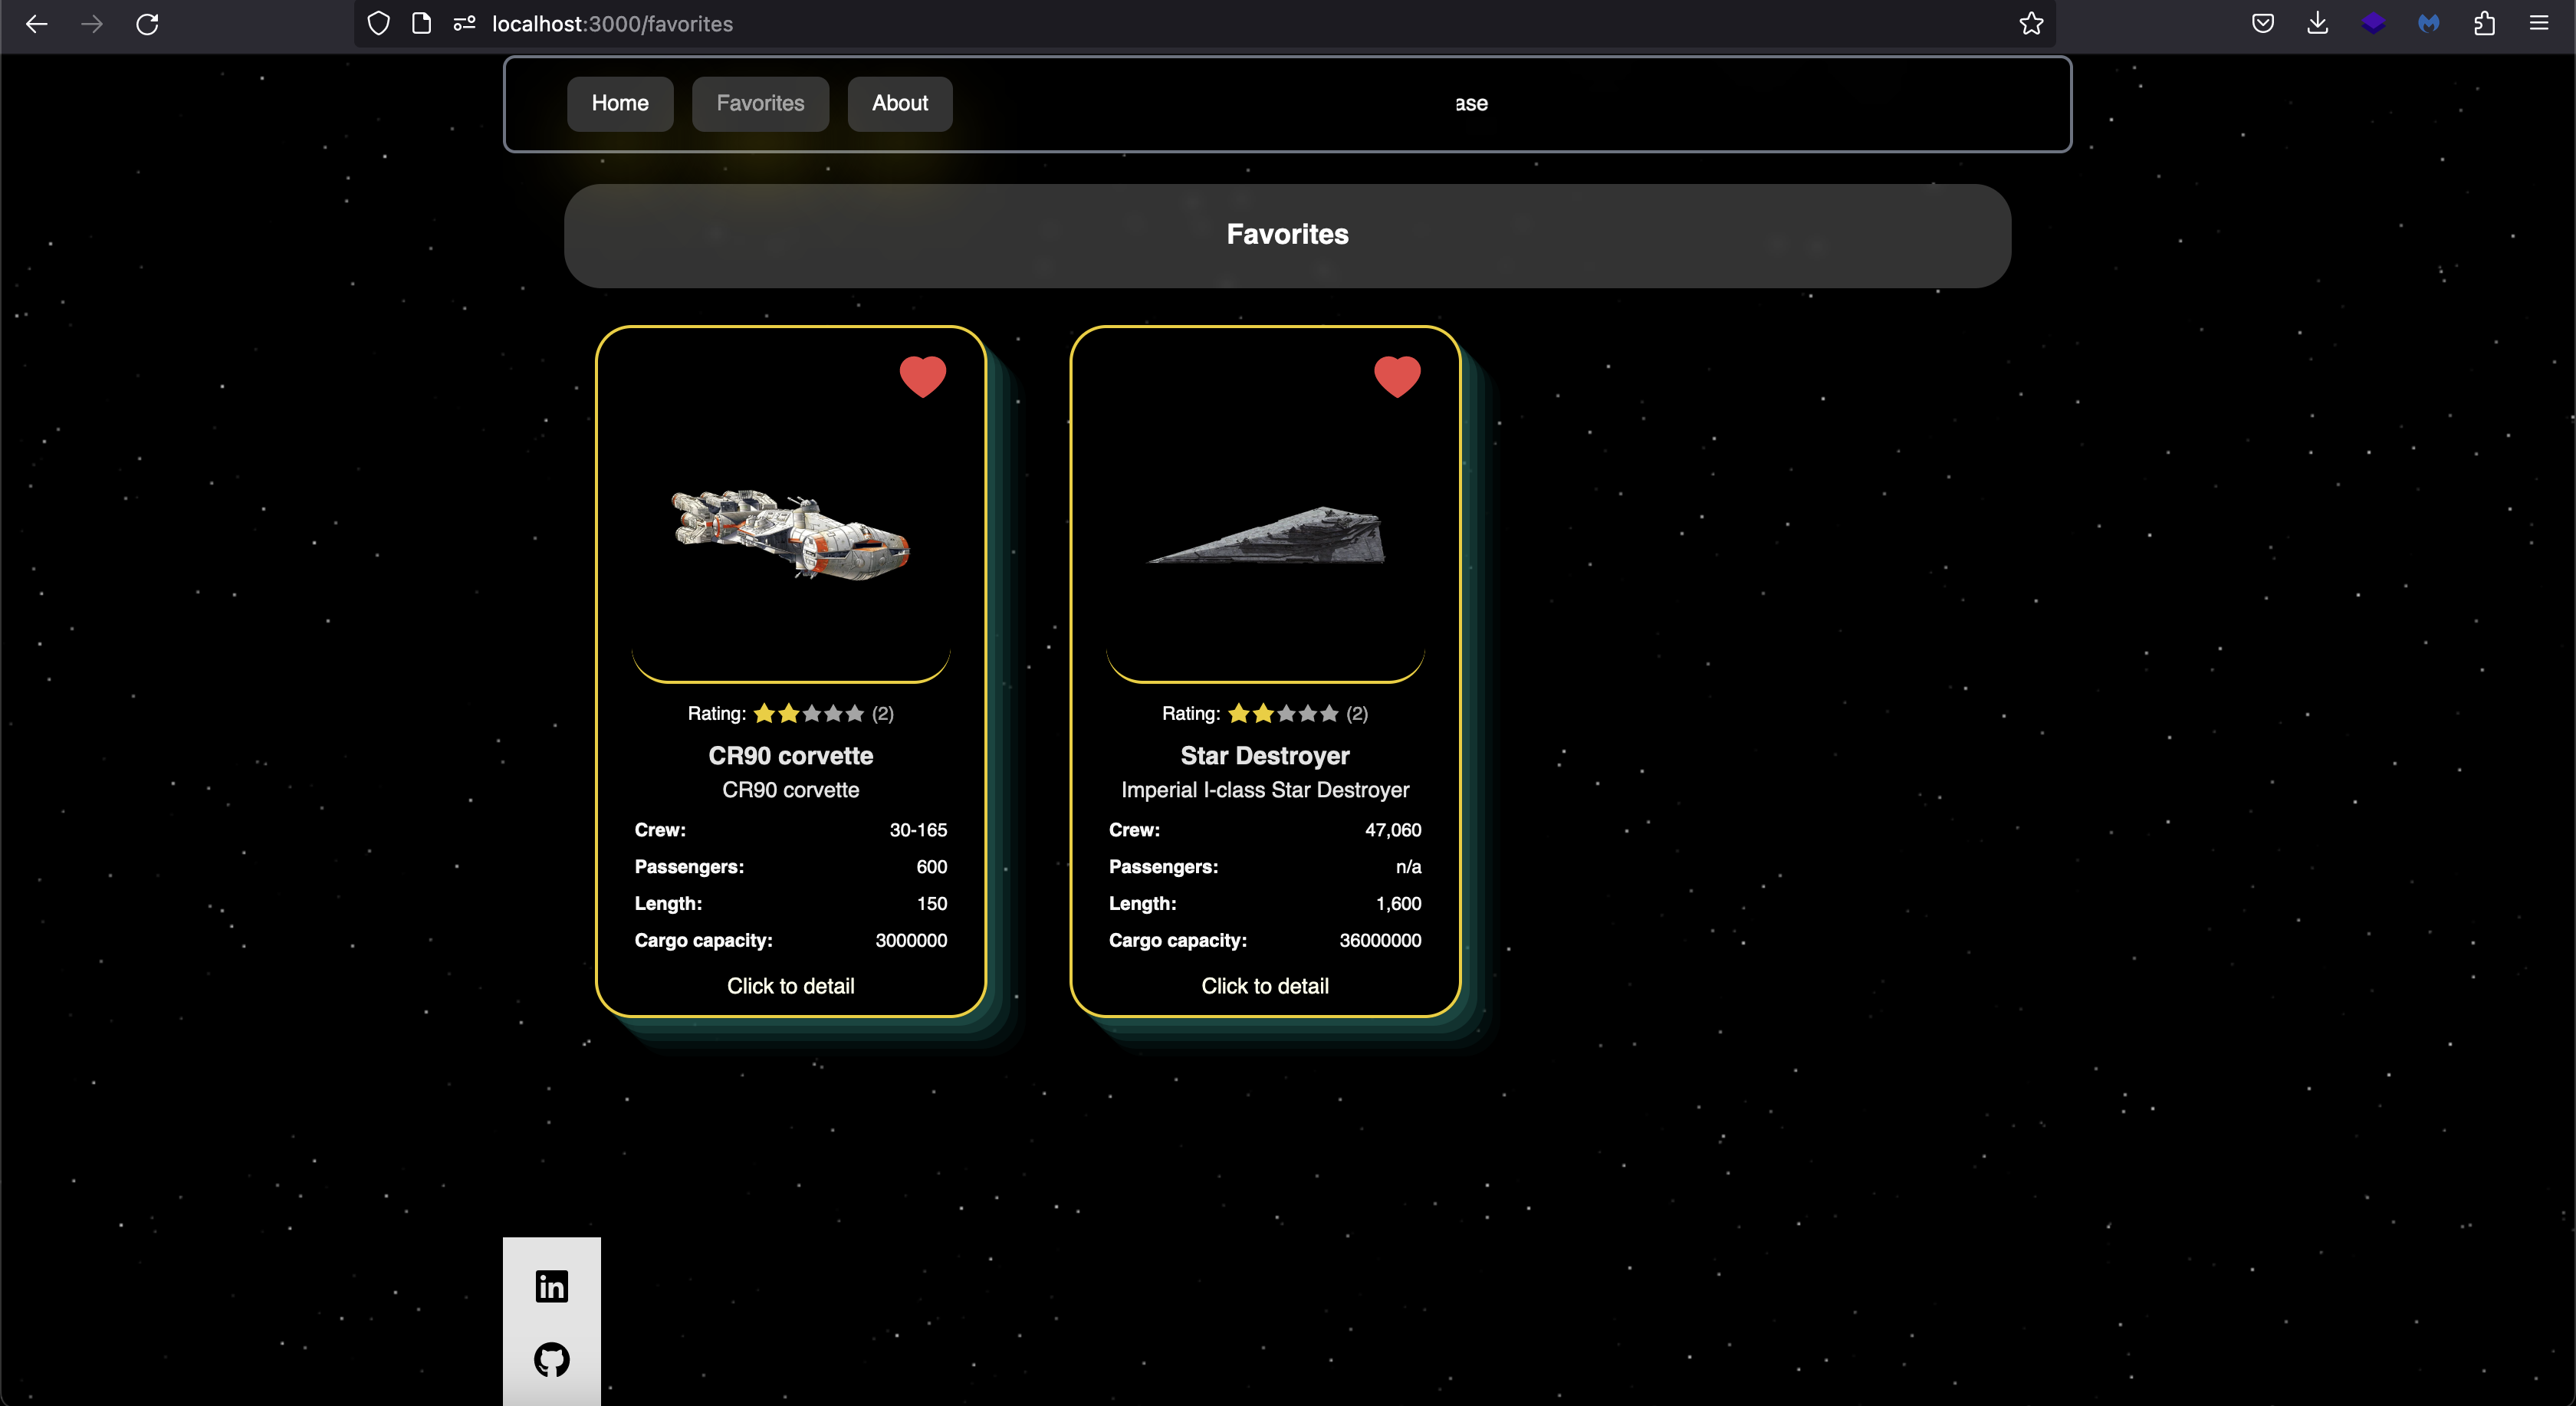 localhost:3000/favorites
Home Favorites About ase
Favorites
Rating: (2)
CR90 corvette
CR90 corvette
Crew: 30-165
Passengers: 600
Length: 150
Cargo capacity: 3000000
Click to detail
Rating: (2)
Star Destroyer
Imperial I-class Star Destroyer
Crew: 47,060
Passengers: n/a
Length: 1,600
Cargo capacity: 36000000
Click to detail
in